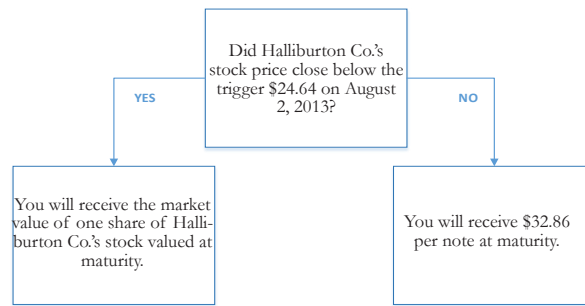 Did Halliburton Co.'s
stock price close below the
trigger $24.64 on August
2, 2013?
YES
NO
You will receive the market
value of one share of Halli-
burton Co.'s stock valued at
maturity.
You will receive $32.86
per note at maturity.